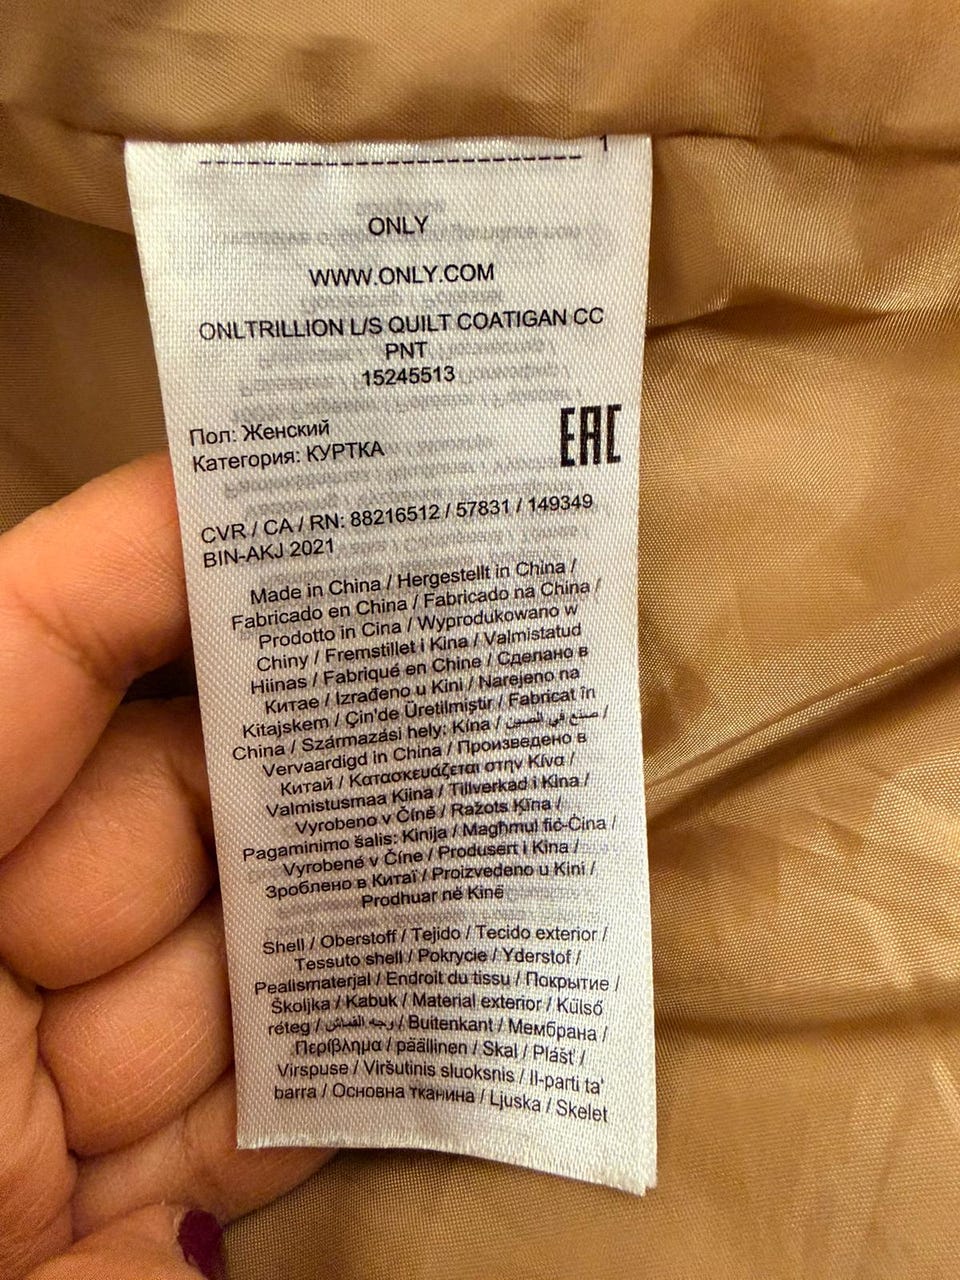 1
ONLY
WWW.ONLY.COM
ONLTRILLION L/S QUILT COATIGAN CC
PNT
15245513
Пол: Женский
Категория: КУРТКА
EAC
CVR / CA / RN: 88216512 / 57831 / 149349
BIN-AKJ 2021
Made in China / Hergestellt in China /
Fabricado en China / Fabricado na China /
Prodotto in Cina / Wyprodukowano w
Chiny / Fremstillet i Kina / Valmistatud
Hiinas / Fabriqué en Chine / Сделано в
Китае / Izrađeno u Kini / Narejeno na
Kitajskem / Çin'de Üretilmiştir / Fabricat în
China / Származási hely: Kína / صنع في الصين /
Vervaardigd in China / Произведено в
Китай / Κατασκευάζεται στην Κίνα /
Valmistusmaa Kiina / Tillverkad i Kina /
Vyrobeno v Číně / Ražots Ķīna /
Pagaminimo šalis: Kinija / Magħmul fiċ-Ċina /
Vyrobené v Číne / Produsert i Kina /
Зроблено в Китаї / Proizvedeno u Kini /
Prodhuar në Kinë
Shell / Oberstoff / Tejido / Tecido exterior /
Tessuto shell / Pokrycie / Yderstof /
Pealismaterjal / Endroit du tissu / Покрытие /
Školjka / Kabuk / Material exterior / Külső
réteg / وجه القماش / Buitenkant / Мембрана /
Περίβλημα / päällinen / Skal / Plášť /
Virspuse / Viršutinis sluoksnis / Il-parti ta'
barra / Основна тканина / Ljuska / Skelet